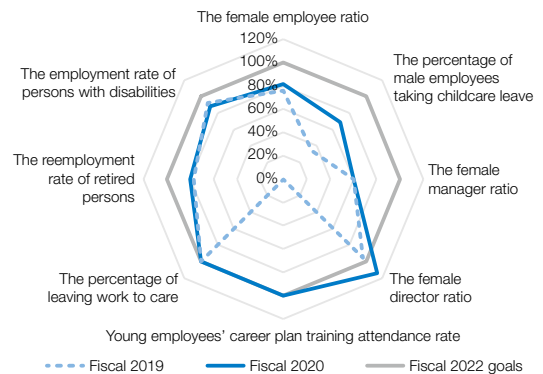 The female employee ratio
120%
100%
80%
60%
40%
20%
0%
The percentage of
male employees
taking childcare leave
The female
manager ratio
The female
director ratio
Young employees’ career plan training attendance rate
The percentage of
leaving work to care
The reemployment
rate of retired
persons
The employment rate of
persons with disabilities
Fiscal 2019
Fiscal 2020
Fiscal 2022 goals